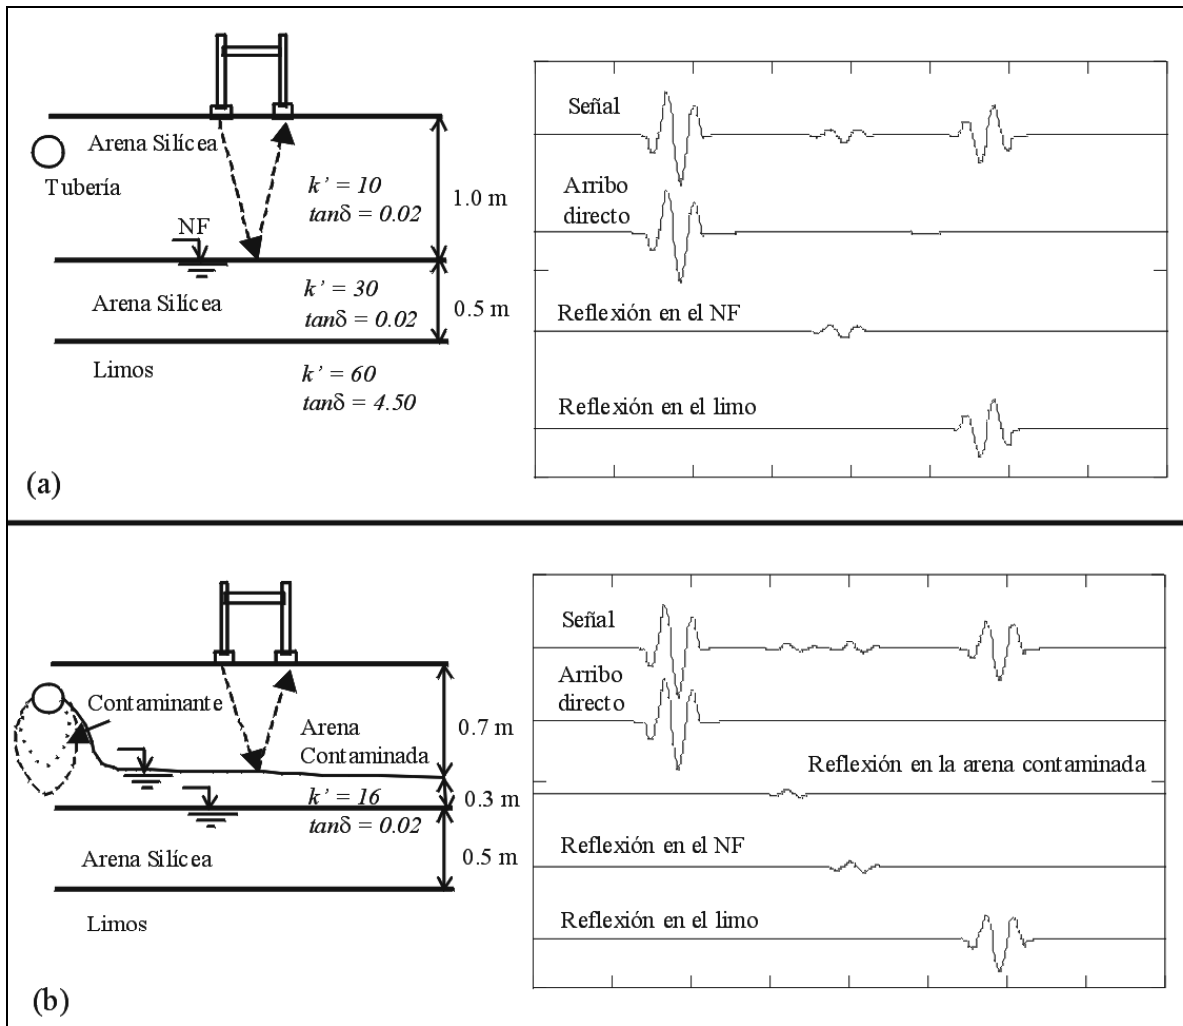 Arena Silícea
Tubería
k' = 10
tanδ = 0.02
1.0 m
NF
Arena Silícea
k' = 30
tanδ = 0.02
0.5 m
Limos
k' = 60
tanδ = 4.50
(a)
Señal
Arribo
directo
Reflexión en el NF
Reflexión en el limo
Contaminante
Arena
Contaminada
0.7 m
k' = 16
tanδ = 0.02
0.3 m
Arena Silícea
0.5 m
Limos
(b)
Señal
Arribo
directo
Reflexión en la arena contaminada
Reflexión en el NF
Reflexión en el limo